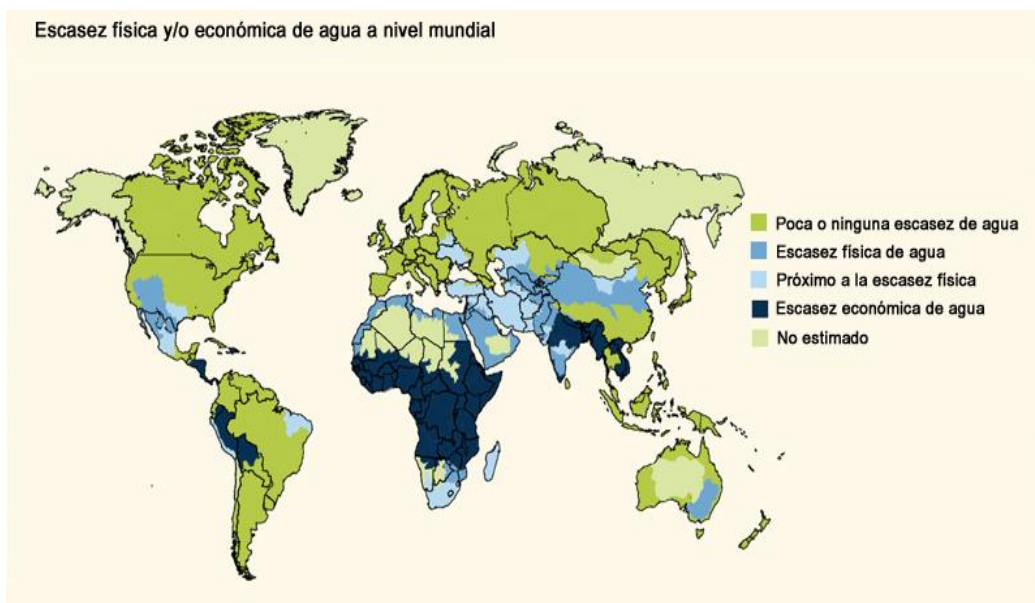 Escasez física y/o económica de agua a nivel mundial
Poca o ninguna escasez de agua
Escasez física de agua
Próximo a la escasez física
Escasez económica de agua
No estimado